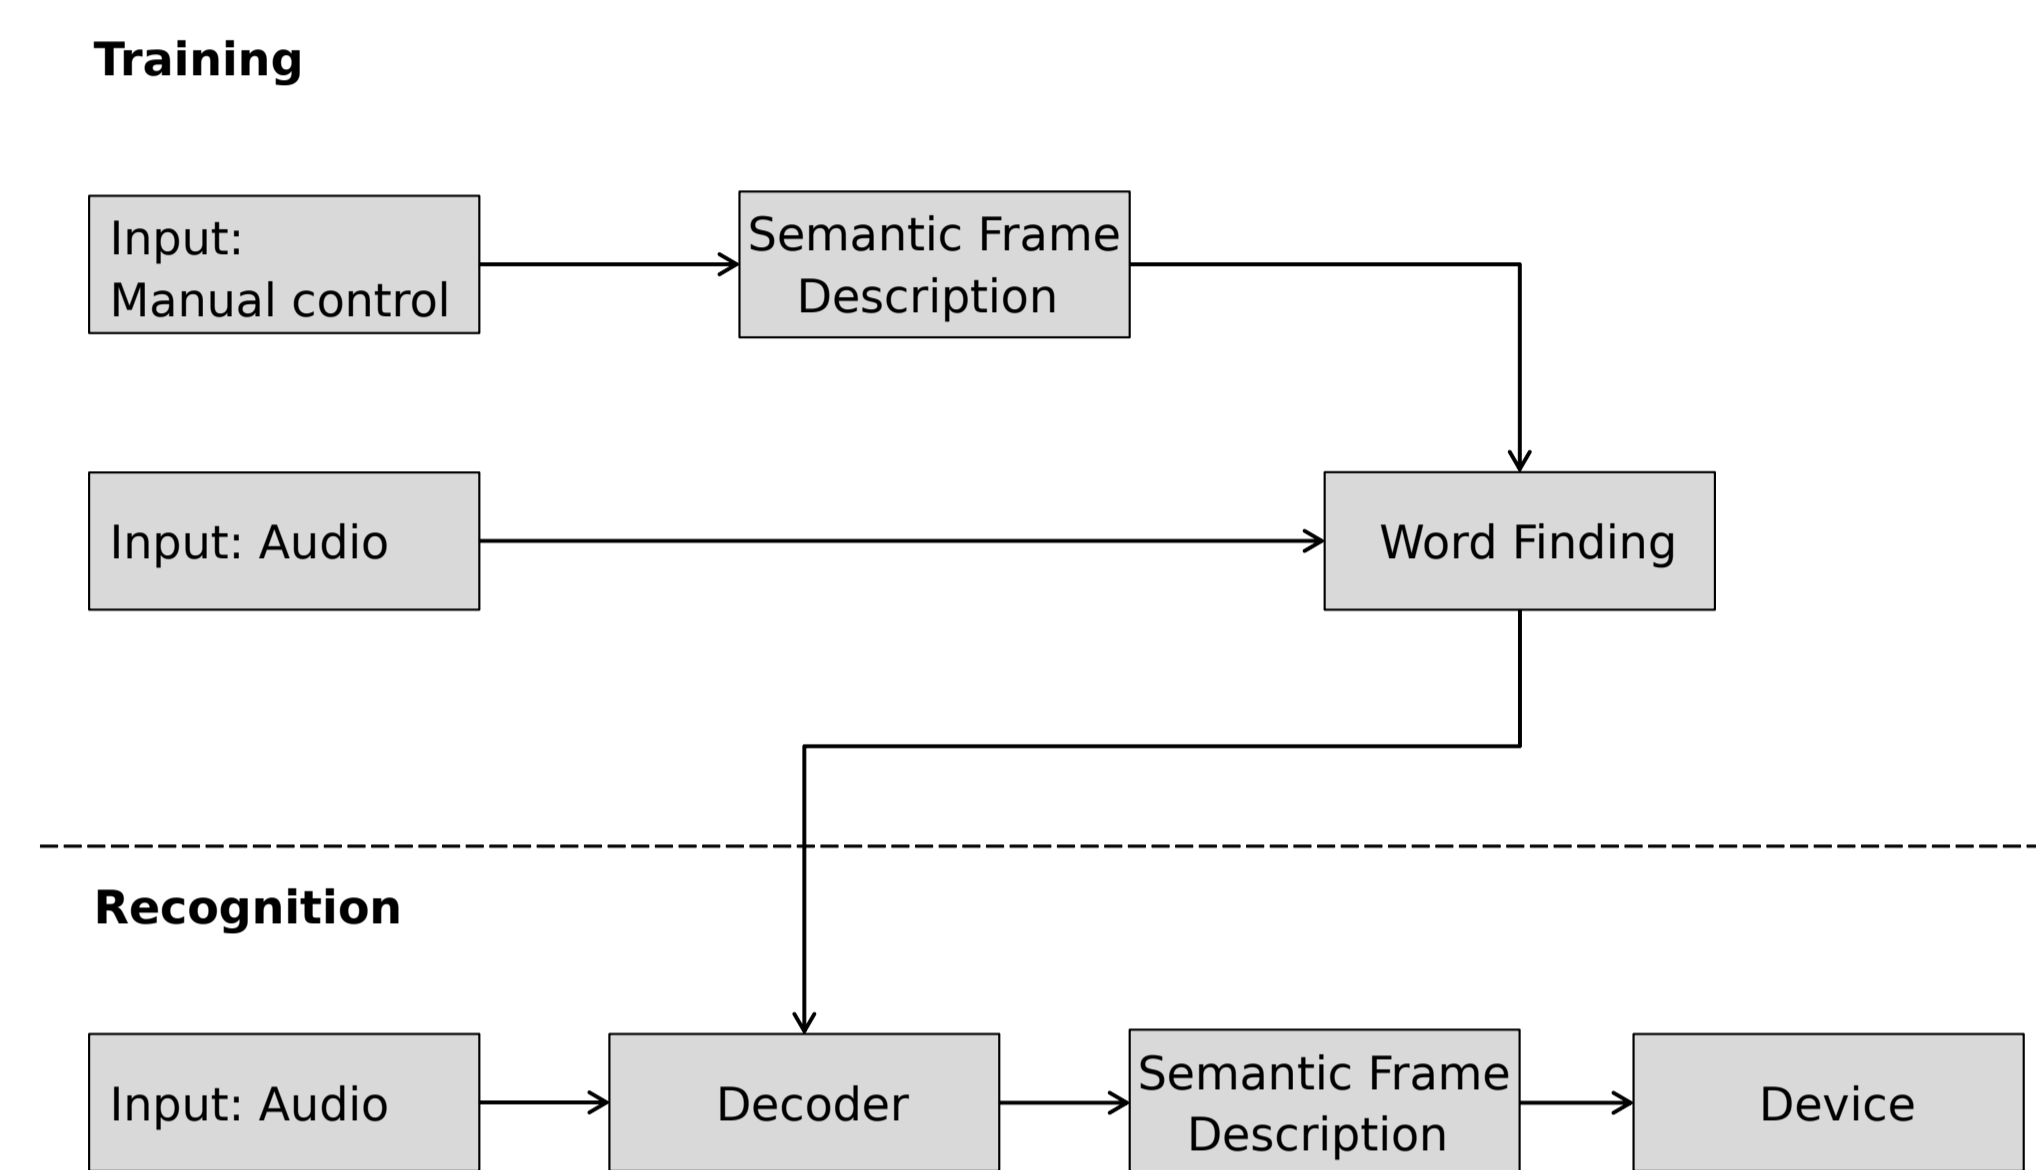 Training
Input:
Manual control
Semantic Frame
Description
Input: Audio
Word Finding
Recognition
Input: Audio
Decoder
Semantic Frame
Description
Device